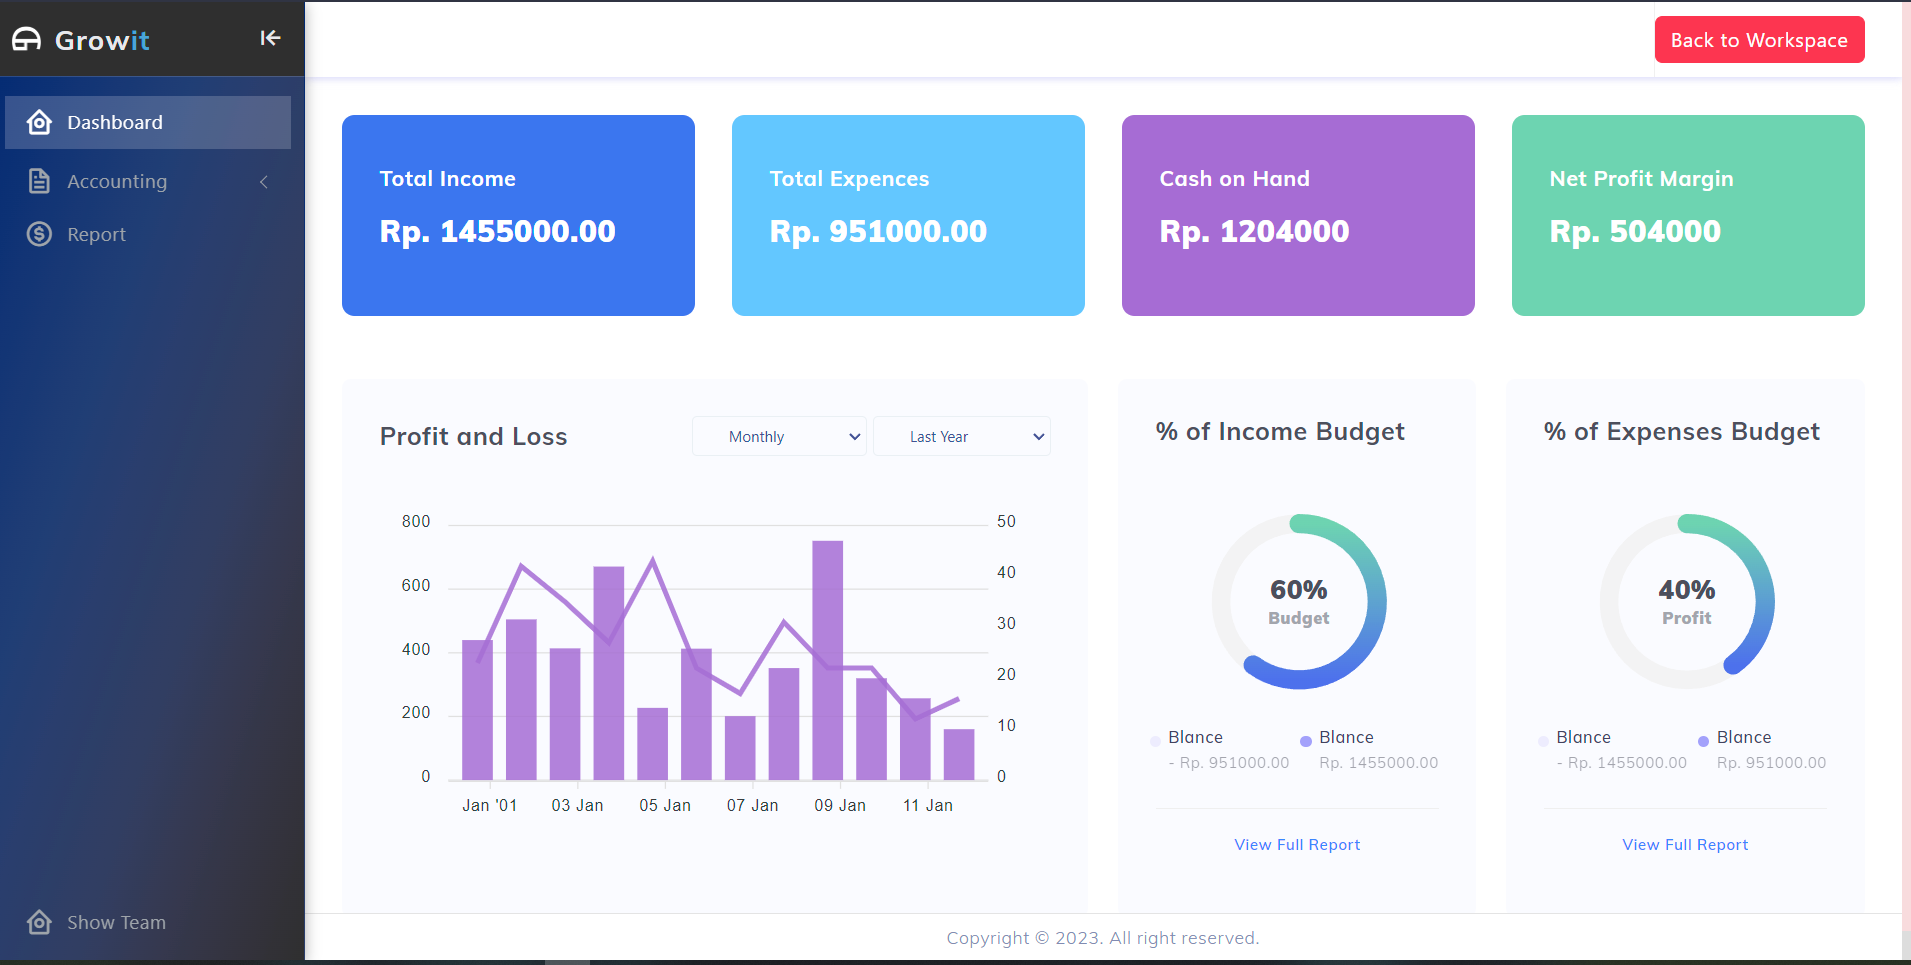 Growit
Back to Workspace
Dashboard
Accounting
Report
Show Team
Total Income
Rp. 1455000.00
Total Expences
Rp. 951000.00
Cash on Hand
Rp. 1204000
Net Profit Margin
Rp. 504000
Profit and Loss
Monthly
Last Year
800
600
400
200
0
50
40
30
20
10
0
Jan '01 03 Jan 05 Jan 07 Jan 09 Jan 11 Jan
% of Income Budget
60%
Budget
Blance
- Rp. 951000.00
Blance
Rp. 1455000.00
View Full Report
% of Expenses Budget
40%
Profit
Blance
- Rp. 1455000.00
Blance
Rp. 951000.00
View Full Report
Copyright © 2023. All right reserved.